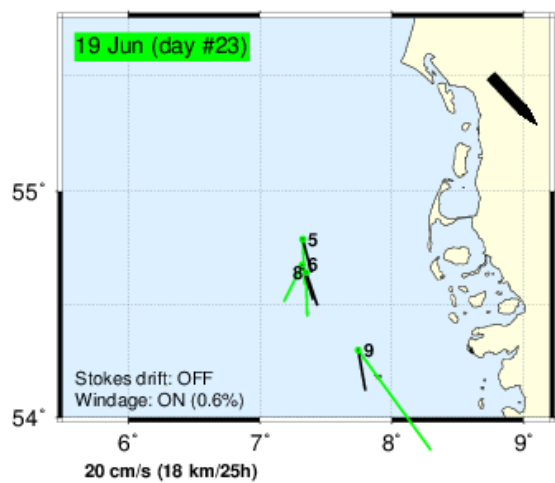 19 Jun (day #23)
55˚
5
6
8
9
Stokes drift: OFF
Windage: ON (0.6%)
54˚
6˚ 7˚ 8˚ 9˚
20 cm/s (18 km/25h)